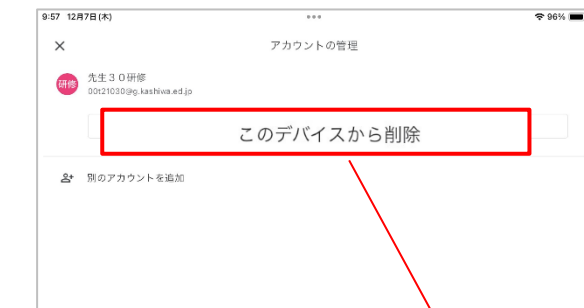 9:57 12月7日(木)
96%
アカウントの管理
研修
先生30研修
00t21030@g.kashiwa.ed.jp
このデバイスから削除
別のアカウントを追加